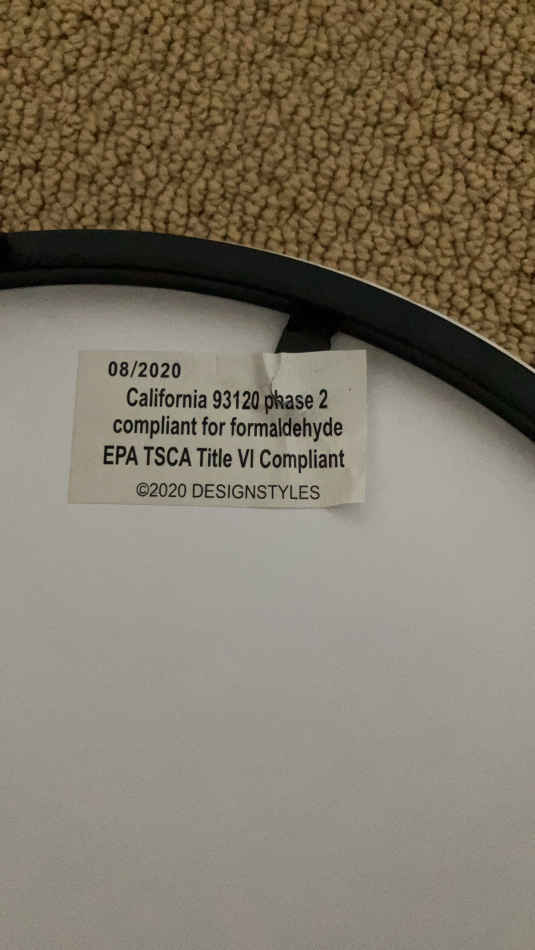 08/2020
California 93120 phase 2
compliant for formaldehyde
EPA TSCA Title VI Compliant
©2020 DESIGNSTYLES